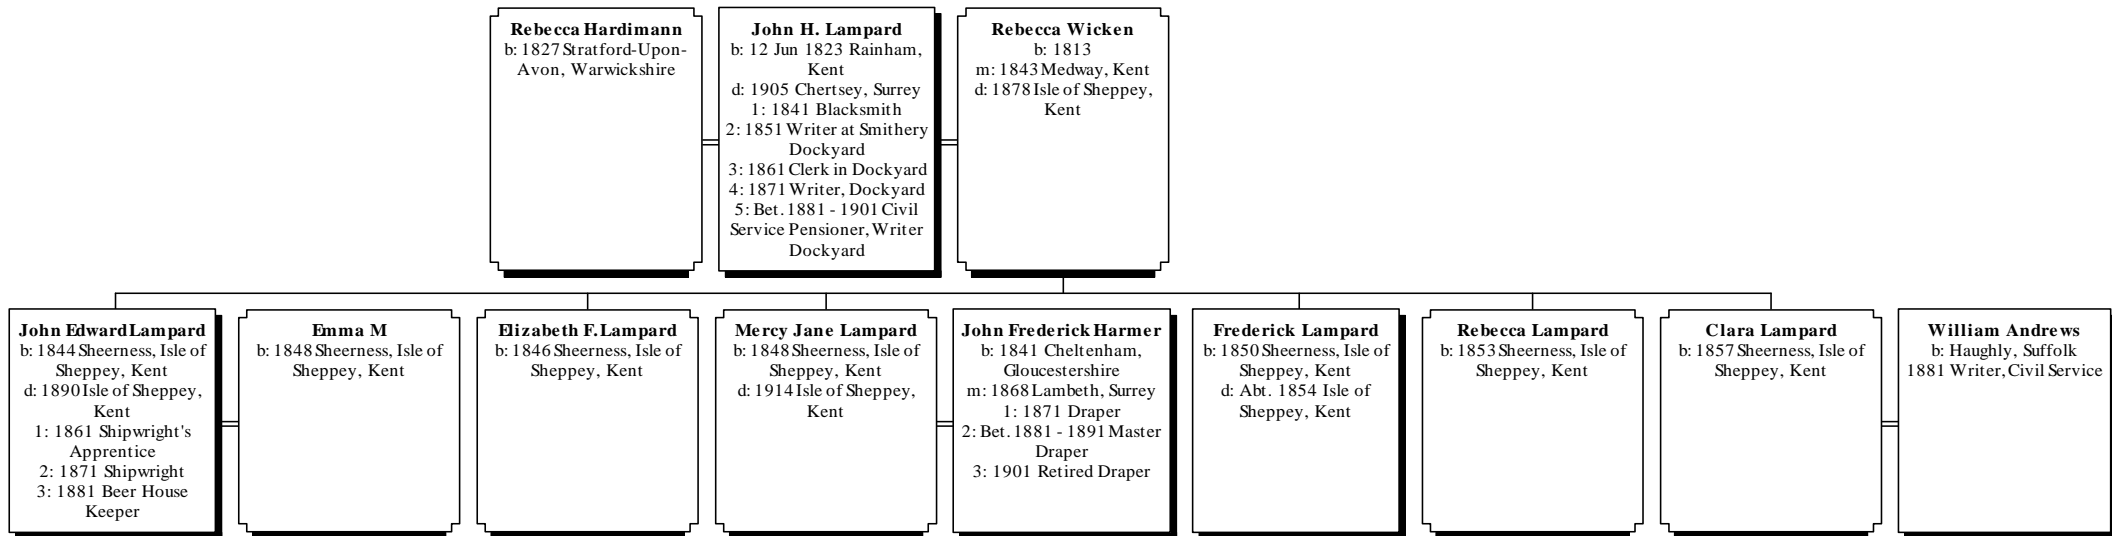 Rebecca Hardimann
b: 1827 Stratford-Upon-
Avon, Warwickshire
John H. Lampard
b: 12 Jun 1823 Rainham,
Kent
d: 1905 Chertsey, Surrey
1: 1841 Blacksmith
2: 1851 Writer at Smithery
Dockyard
3: 1861 Clerk in Dockyard
4: 1871 Writer, Dockyard
5: Bet. 1881 - 1901 Civil
Service Pensioner, Writer
Dockyard
Rebecca Wicken
b: 1813
m: 1843 Medway, Kent
d: 1878 Isle of Sheppey,
Kent
John Edward Lampard
b: 1844 Sheerness, Isle of
Sheppey, Kent
d: 1890 Isle of Sheppey,
Kent
1: 1861 Shipwright's
Apprentice
2: 1871 Shipwright
3: 1881 Beer House
Keeper
Emma M
b: 1848 Sheerness, Isle of
Sheppey, Kent
Elizabeth F. Lampard
b: 1846 Sheerness, Isle of
Sheppey, Kent
Mercy Jane Lampard
b: 1848 Sheerness, Isle of
Sheppey, Kent
d: 1914 Isle of Sheppey,
Kent
John Frederick Harmer
b: 1841 Cheltenham,
Gloucestershire
m: 1868 Lambeth, Surrey
1: 1871 Draper
2: Bet. 1881 - 1891 Master
Draper
3: 1901 Retired Draper
Frederick Lampard
b: 1850 Sheerness, Isle of
Sheppey, Kent
d: Abt. 1854 Isle of
Sheppey, Kent
Rebecca Lampard
b: 1853 Sheerness, Isle of
Sheppey, Kent
Clara Lampard
b: 1857 Sheerness, Isle of
Sheppey, Kent
William Andrews
b: Haughly, Suffolk
1881 Writer, Civil Service